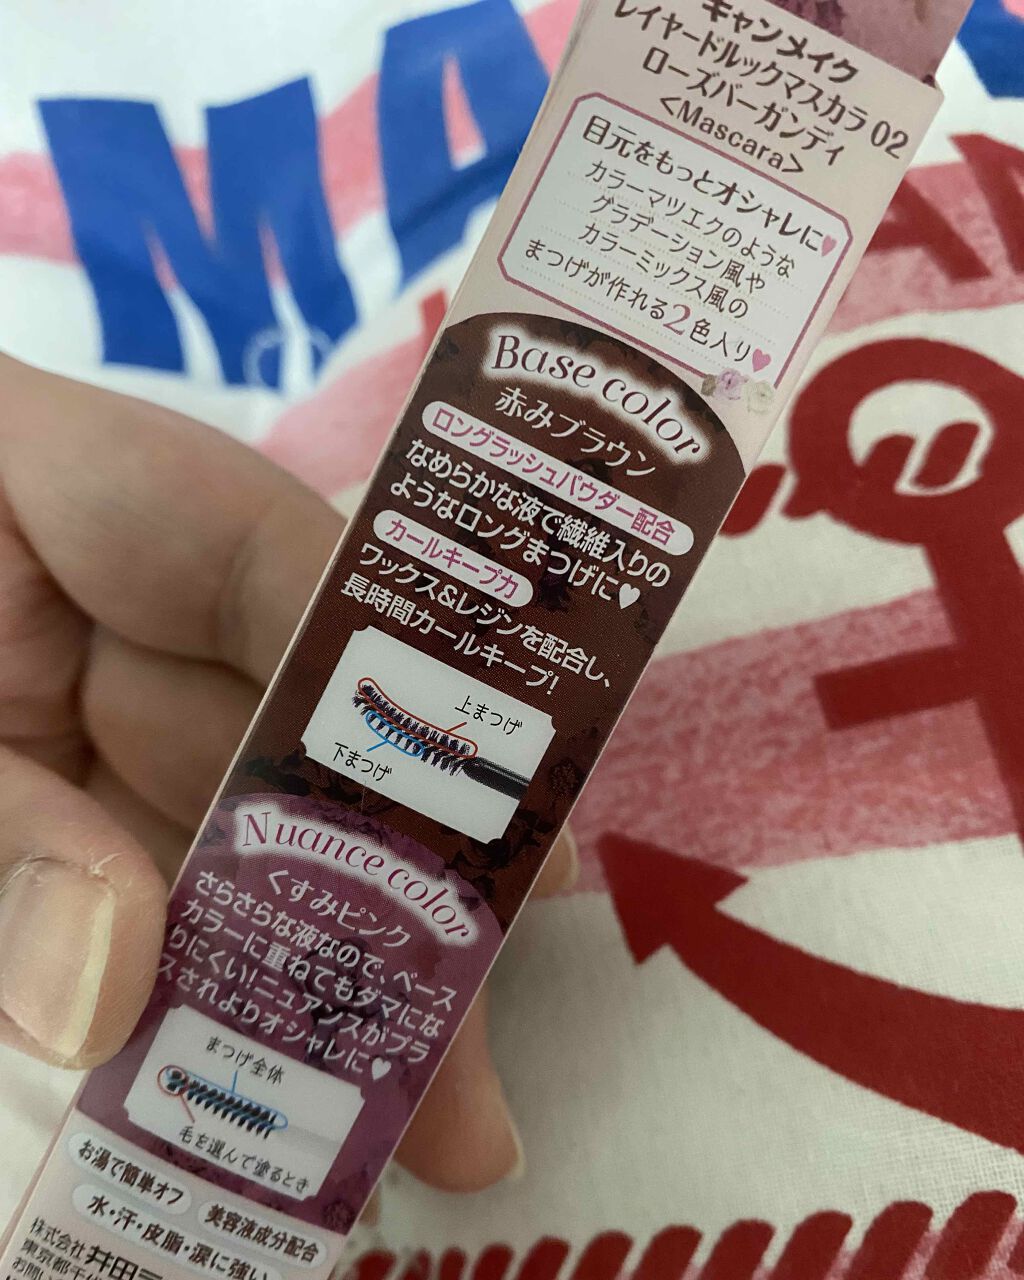 キャンメイク
レイヤードルックマスカラ 02
ローズバーガンディ
<Mascara>
目元をもっとオシャレに♥
カラーマツエクのような
グラデーション風や
カラーミックス風の
まつげが作れる2色入り♥
Base color
赤みブラウン
ロングラッシュパウダー配合
なめらかな液で繊維入りの
ようなロングまつげに♥
カールキープ力
ワックス&レジンを配合し、
長時間カールキープ!
上まつげ
下まつげ
Nuance color
くすみピンク
さらさらな液なので、ベース
カラーに重ねてもダマにな
りにくい!ニュアンスがプラ
スされよりオシャレに♥
まつげ全体
毛を選んで塗るとき
お湯で簡単オフ
美容液成分配合
水・汗・皮脂・涙に強い
株式会社 井田
東京都千代
MA